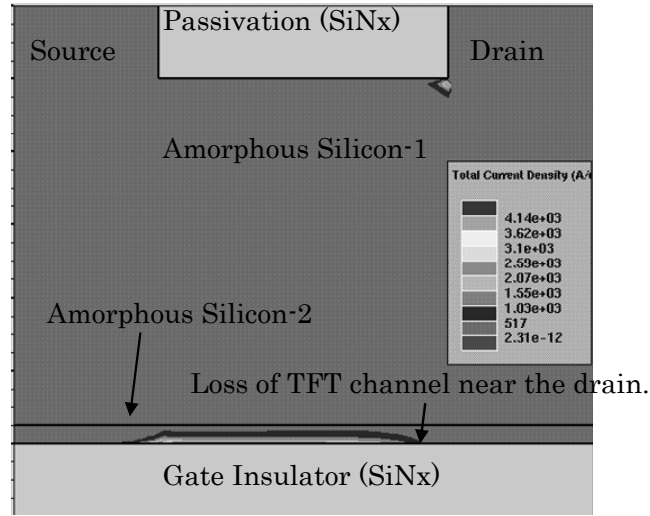 Passivation (SiNx)
Source
Drain
Amorphous Silicon-1
Total Current Density (A/
4.14e+03
3.62e+03
3.1e+03
2.59e+03
2.07e+03
1.55e+03
1.03e+03
517
2.31e-12
Amorphous Silicon-2
Loss of TFT channel near the drain.
Gate Insulator (SiNx)